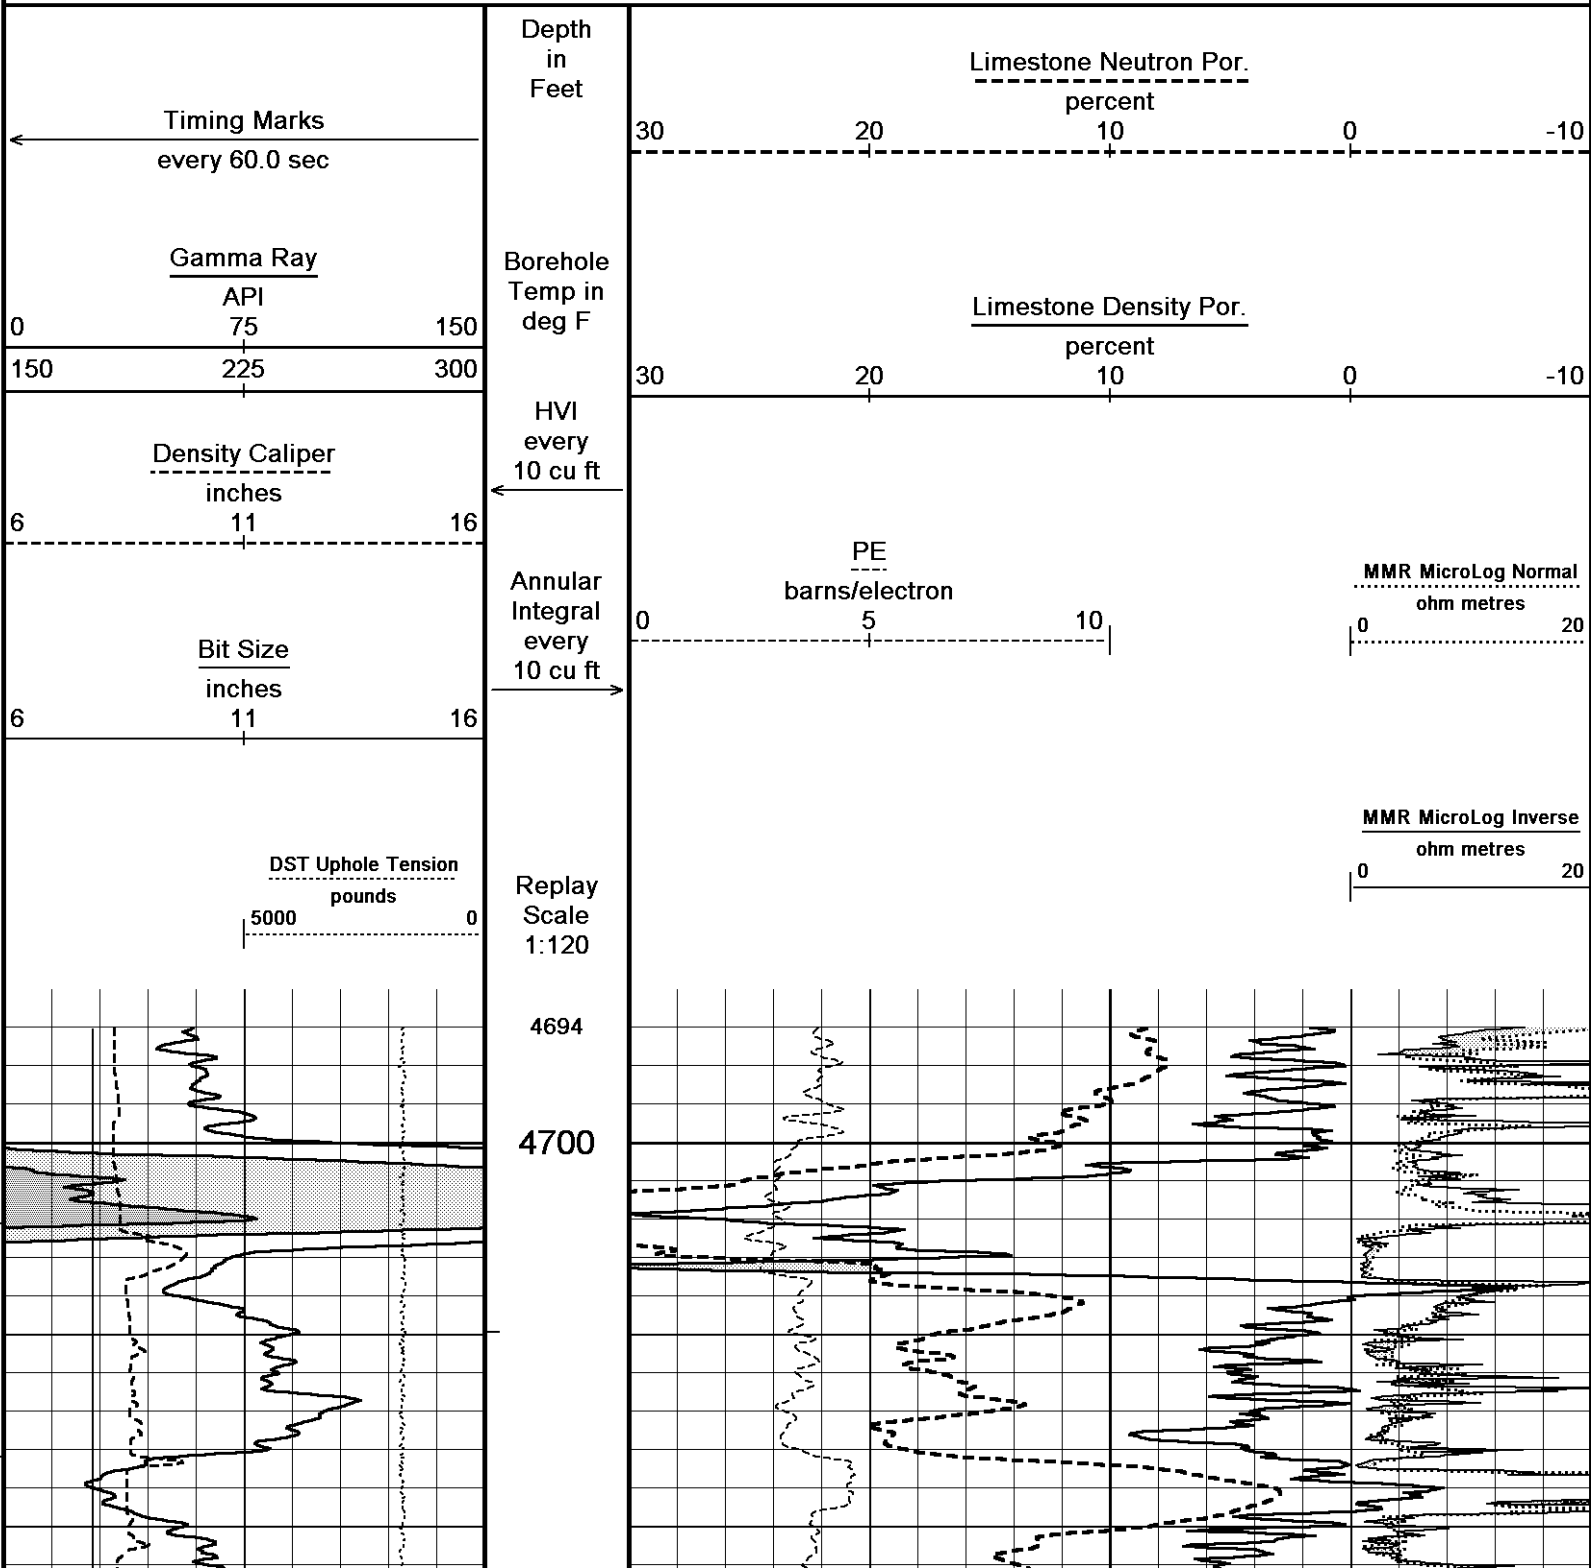 Timing Marks
every 60.0 sec
Gamma Ray
API
0 75 150
150 225 300
Density Caliper
inches
6 11 16
Bit Size
inches
6 11 16
DST Uphole Tension
pounds
5000 0
Depth
in
Feet
Borehole
Temp in
deg F
HVI
every
10 cu ft
Annular
Integral
every
10 cu ft
Replay
Scale
1:120
Limestone Neutron Por.
percent
30 20 10 0 -10
Limestone Density Por.
percent
30 20 10 0 -10
PE
barns/electron
0 5 10
MMR MicroLog Normal
ohm metres
0 20
MMR MicroLog Inverse
ohm metres
0 20
4694
4700